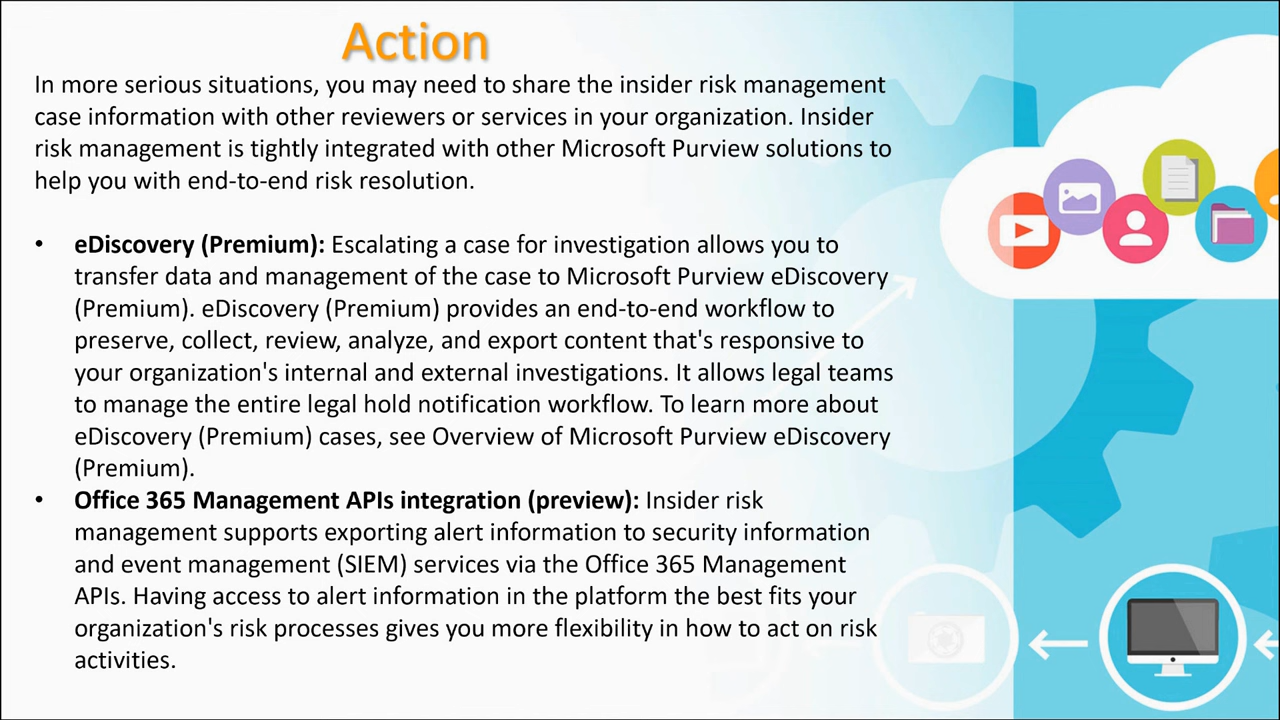 Action
In more serious situations, you may need to share the insider risk management
case information with other reviewers or services in your organization. Insider
risk management is tightly integrated with other Microsoft Purview solutions to
help you with end-to-end risk resolution.
• eDiscovery (Premium): Escalating a case for investigation allows you to
transfer data and management of the case to Microsoft Purview eDiscovery
(Premium). eDiscovery (Premium) provides an end-to-end workflow to
preserve, collect, review, analyze, and export content that's responsive to
your organization's internal and external investigations. It allows legal teams
to manage the entire legal hold notification workflow. To learn more about
eDiscovery (Premium) cases, see Overview of Microsoft Purview eDiscovery
(Premium).
• Office 365 Management APIs integration (preview): Insider risk
management supports exporting alert information to security information
and event management (SIEM) services via the Office 365 Management
APIs. Having access to alert information in the platform the best fits your
organization's risk processes gives you more flexibility in how to act on risk
activities.